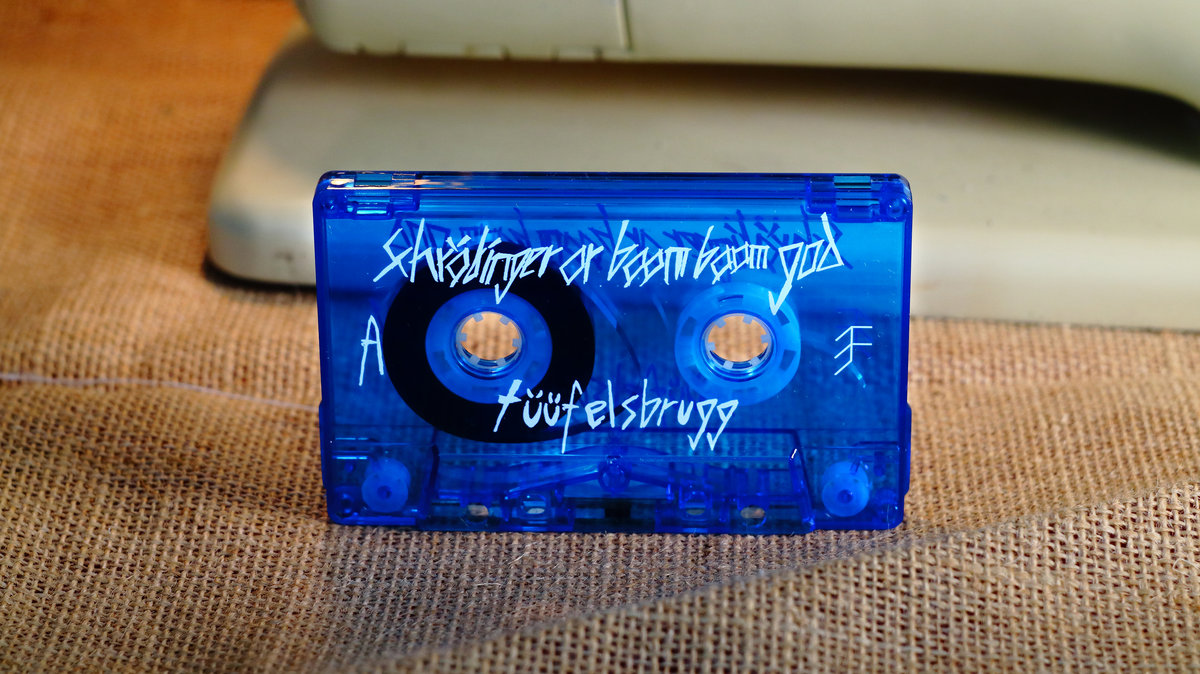 schrödinger or boom boom god
A
tüüfelsbrugg